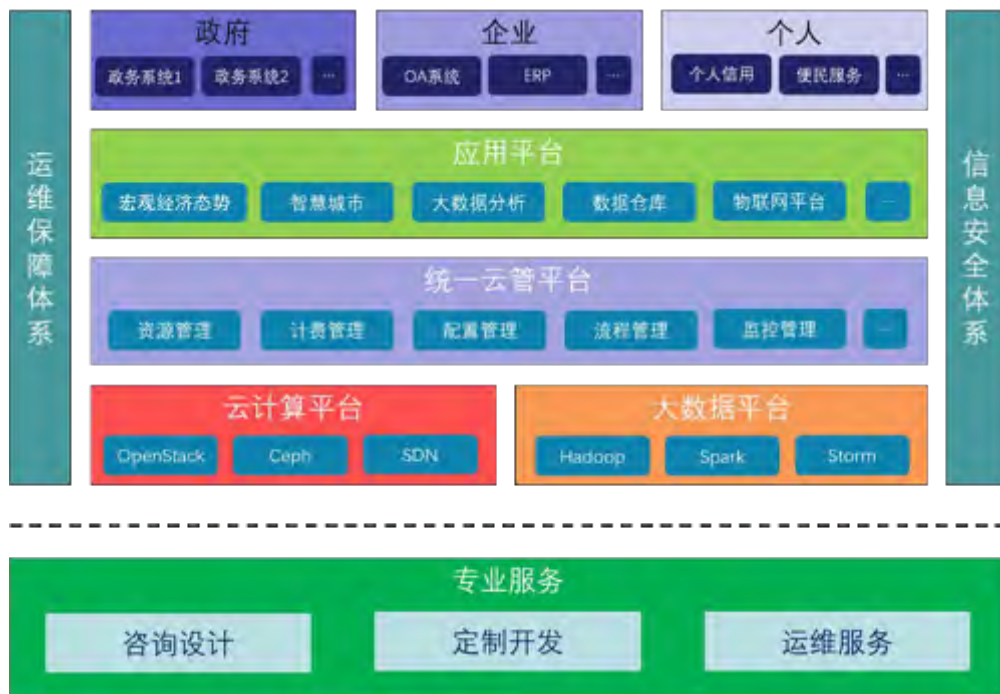 运维保障体系
政府
政务系统1 政务系统2 ...
企业
OA系统 ERP ...
个人
个人信用 便民服务 ...
应用平台
宏观经济态势 智慧城市 大数据分析 数据仓库 物联网平台 ...
统一云管平台
资源管理 计费管理 配置管理 流程管理 监控管理 ...
云计算平台
OpenStack Ceph SDN
大数据平台
Hadoop Spark Storm
信息安全体系
专业服务
咨询设计 定制开发 运维服务